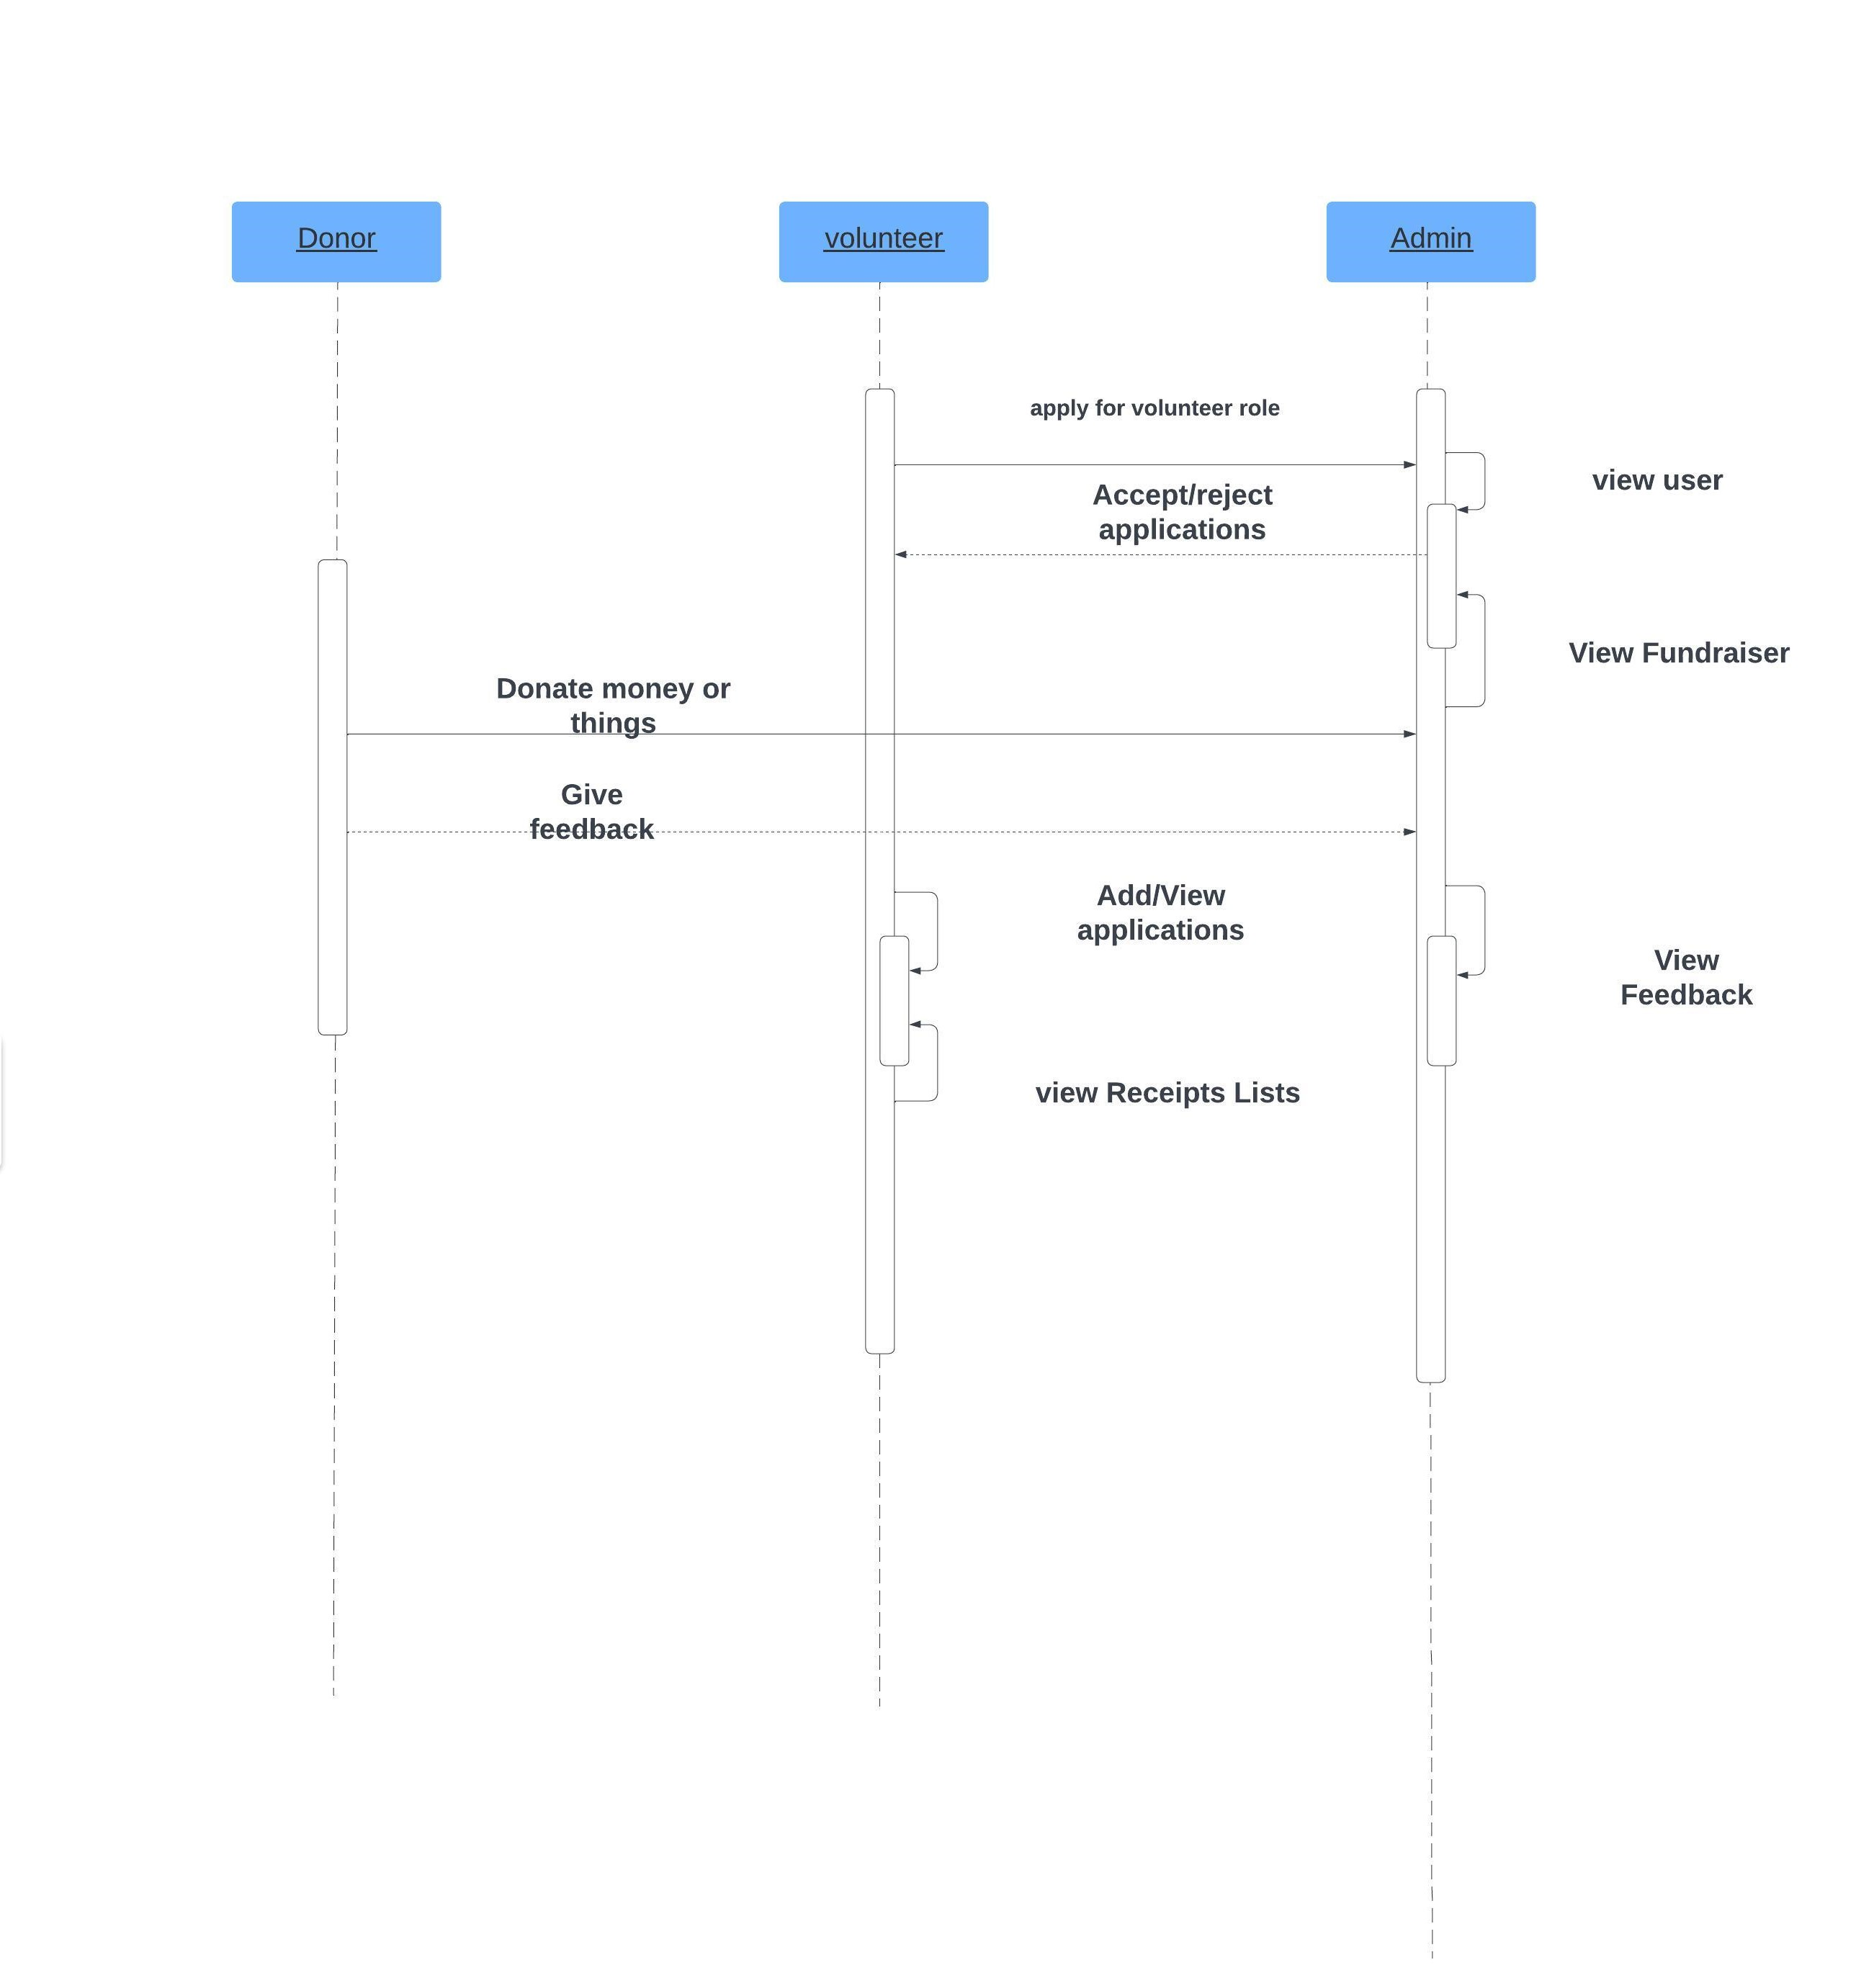 Donor
volunteer
Admin
apply for volunteer role
view user
Accept/reject
applications
View Fundraiser
Donate money or
things
Give
feedback
Add/View
applications
View
Feedback
view Receipts Lists